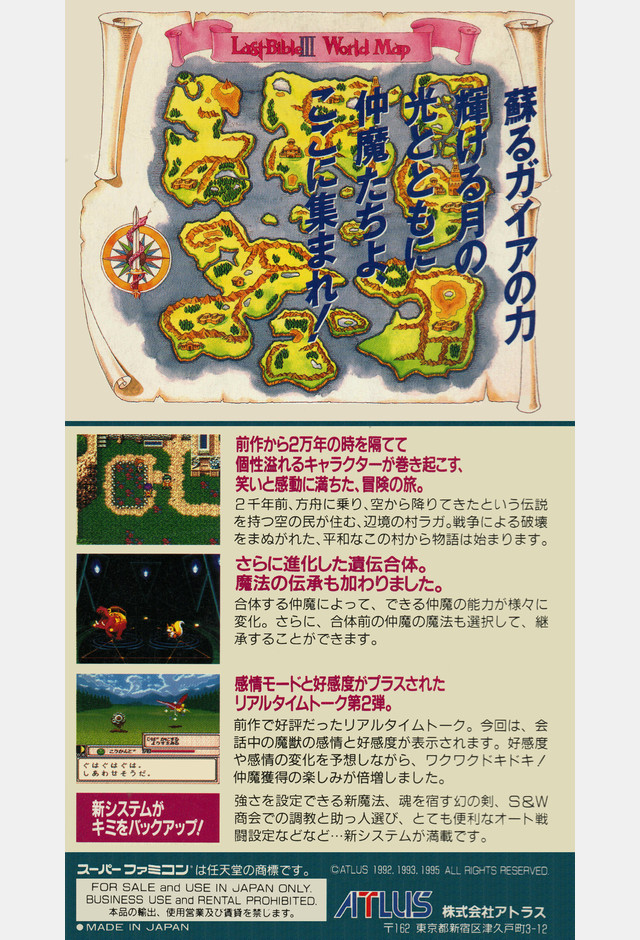 Last Bible III World Map
蘇るガイアの力
輝ける月の
光とともに
仲魔たちよ
ここに集まれ！
前作から2万年の時を隔てて
個性溢れるキャラクターが巻き起こす、
笑いと感動に満ちた、冒険の旅。
2千年前、方舟に乗り、空から降りてきたという伝説
を持つ空の民が住む、辺境の村ラガ。戦争による破壊
をまぬがれた、平和なこの村から物語は始まります。
さらに進化した遺伝合体。
魔法の伝承も加わりました。
合体する仲魔によって、できる仲魔の能力が様々に
変化。さらに、合体前の仲魔の魔法も選択して、継
承することができます。
感情モードと好感度がプラスされた
リアルタイムトーク第2弾。
前作で好評だったリアルタイムトーク。今回は、会
話中の魔獣の感情と好感度が表示されます。好感度
や感情の変化を予想しながら、ワクワクドキドキ！
仲魔獲得の楽しみが倍増しました。
ぐはぐはぐは。
しあわせそうだ。
新システムが
キミをバックアップ！
強さを設定できる新魔法、魂を宿す幻の剣、S&W
商会での調教と助っ人選び、とても便利なオート戦
闘設定などなど…新システムが満載です。
スーパーファミコンは任天堂の商標です。
©ATLUS 1992, 1993, 1995 ALL RIGHTS RESERVED.
FOR SALE and USE IN JAPAN ONLY.
BUSINESS USE and RENTAL PROHIBITED.
本品の輸出、使用営業及び賃貸を禁じます。
●MADE IN JAPAN
ATLUS 株式会社アトラス
〒162 東京都新宿区津久戸町3-12